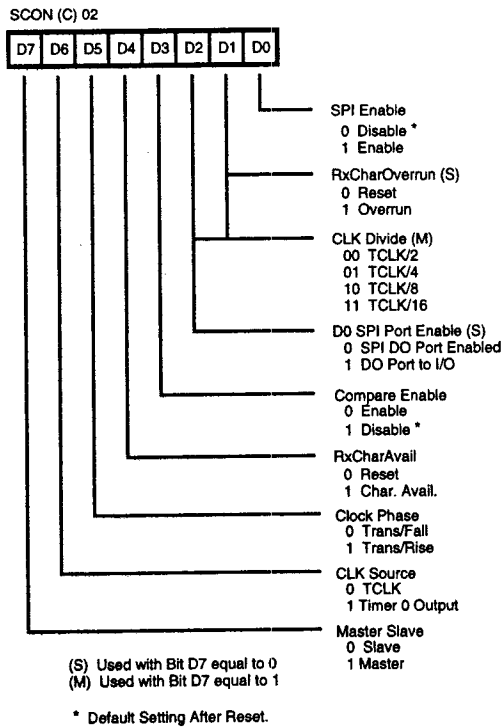 SCON (C) 02
D7 D6 D5 D4 D3 D2 D1 D0
SPI Enable
0 Disable *
1 Enable
RxCharOverrun (S)
0 Reset
1 Overrun
CLK Divide (M)
00 TCLK/2
01 TCLK/4
10 TCLK/8
11 TCLK/16
D0 SPI Port Enable (S)
0 SPI DO Port Enabled
1 DO Port to I/O
Compare Enable
0 Enable
1 Disable *
RxCharAvail
0 Reset
1 Char. Avail.
Clock Phase
0 Trans/Fall
1 Trans/Rise
CLK Source
0 TCLK
1 Timer 0 Output
Master Slave
0 Slave
1 Master
(S) Used with Bit D7 equal to 0
(M) Used with Bit D7 equal to 1
* Default Setting After Reset.